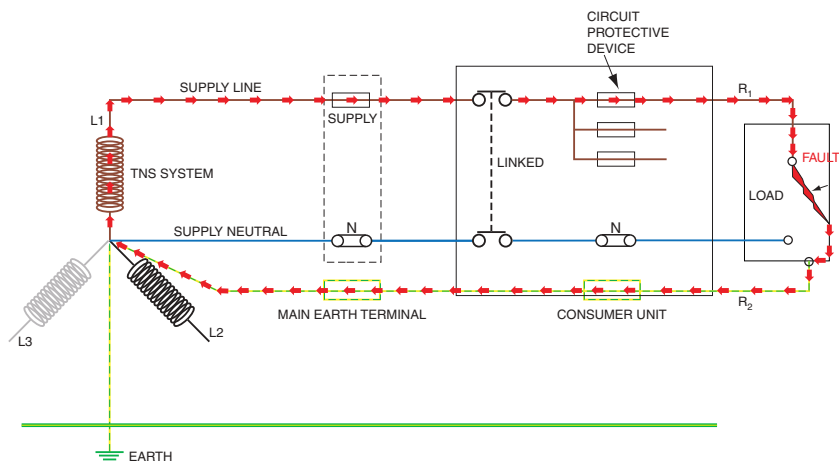 CIRCUIT
PROTECTIVE
DEVICE
SUPPLY LINE
R1
L1
SUPPLY
FAULT
LINKED
TNS SYSTEM
LOAD
SUPPLY NEUTRAL
N
N
R2
MAIN EARTH TERMINAL
CONSUMER UNIT
L2
L3
EARTH